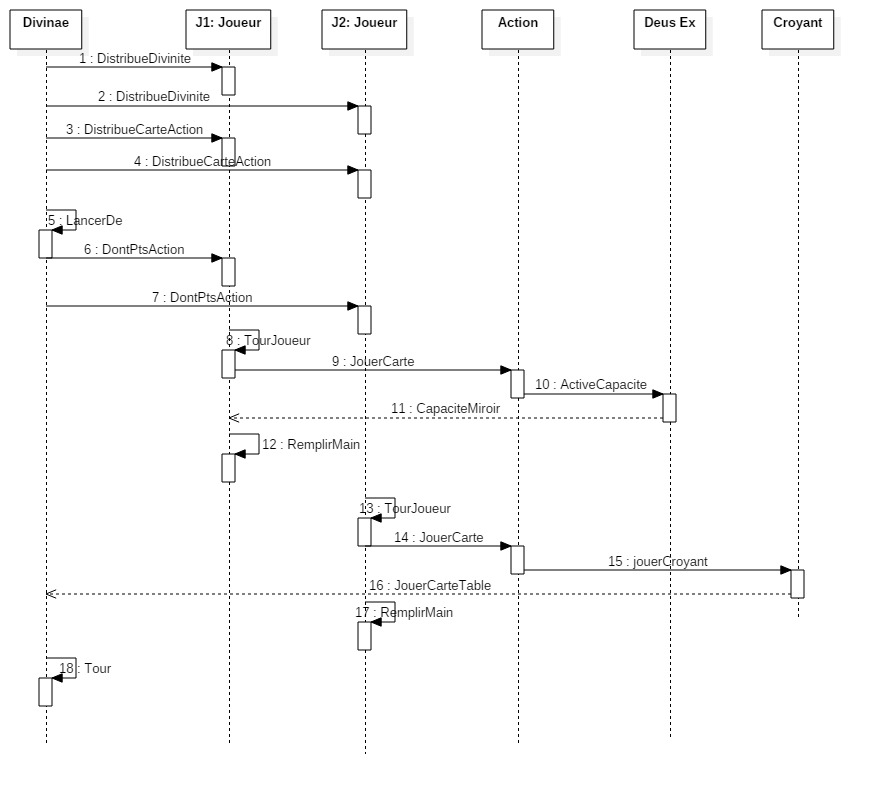 Divinae
J1: Joueur
J2: Joueur
Action
Deus Ex
Croyant
1 : DistribueDivinite
2 : DistribueDivinite
3 : DistribueCarteAction
4 : DistribueCarteAction
5 : LancerDe
6 : DontPtsAction
7 : DontPtsAction
8 : TourJoueur
9 : JouerCarte
10 : ActiveCapacite
11 : CapaciteMiroir
12 : RemplirMain
13 : TourJoueur
14 : JouerCarte
15 : jouerCroyant
16 : JouerCarteTable
17 : RemplirMain
18 : Tour